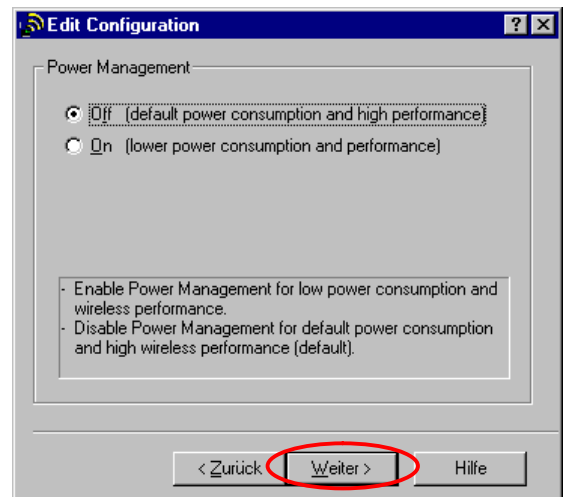 Edit Configuration
Power Management
Off (default power consumption and high performance)
On (lower power consumption and performance)
- Enable Power Management for low power consumption and
wireless performance.
- Disable Power Management for default power consumption
and high wireless performance (default).
< Zurück
Weiter >
Hilfe